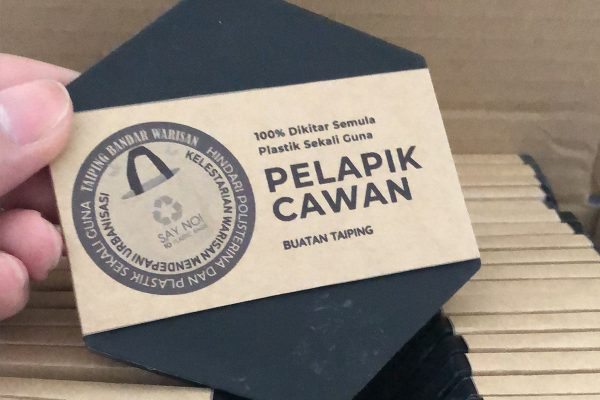 100% Dikitar Semula
Plastik Sekali Guna
PELAPIK
CAWAN
BUATAN TAIPING
TAIPING BANDAR WARISAN
HINDARI POLISTERINA DAN PLASTIK SEKALI GUNA
KELESTARIAN WARISAN MENDEPANI URBANISASI
SAY NO!